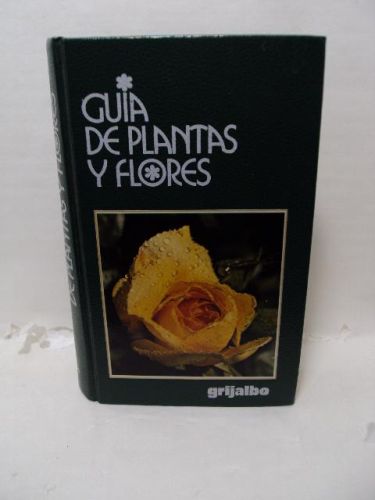 GUIA
DE PLANTAS
Y FLORES
grijalbo
DE PLANTAS Y FLORES